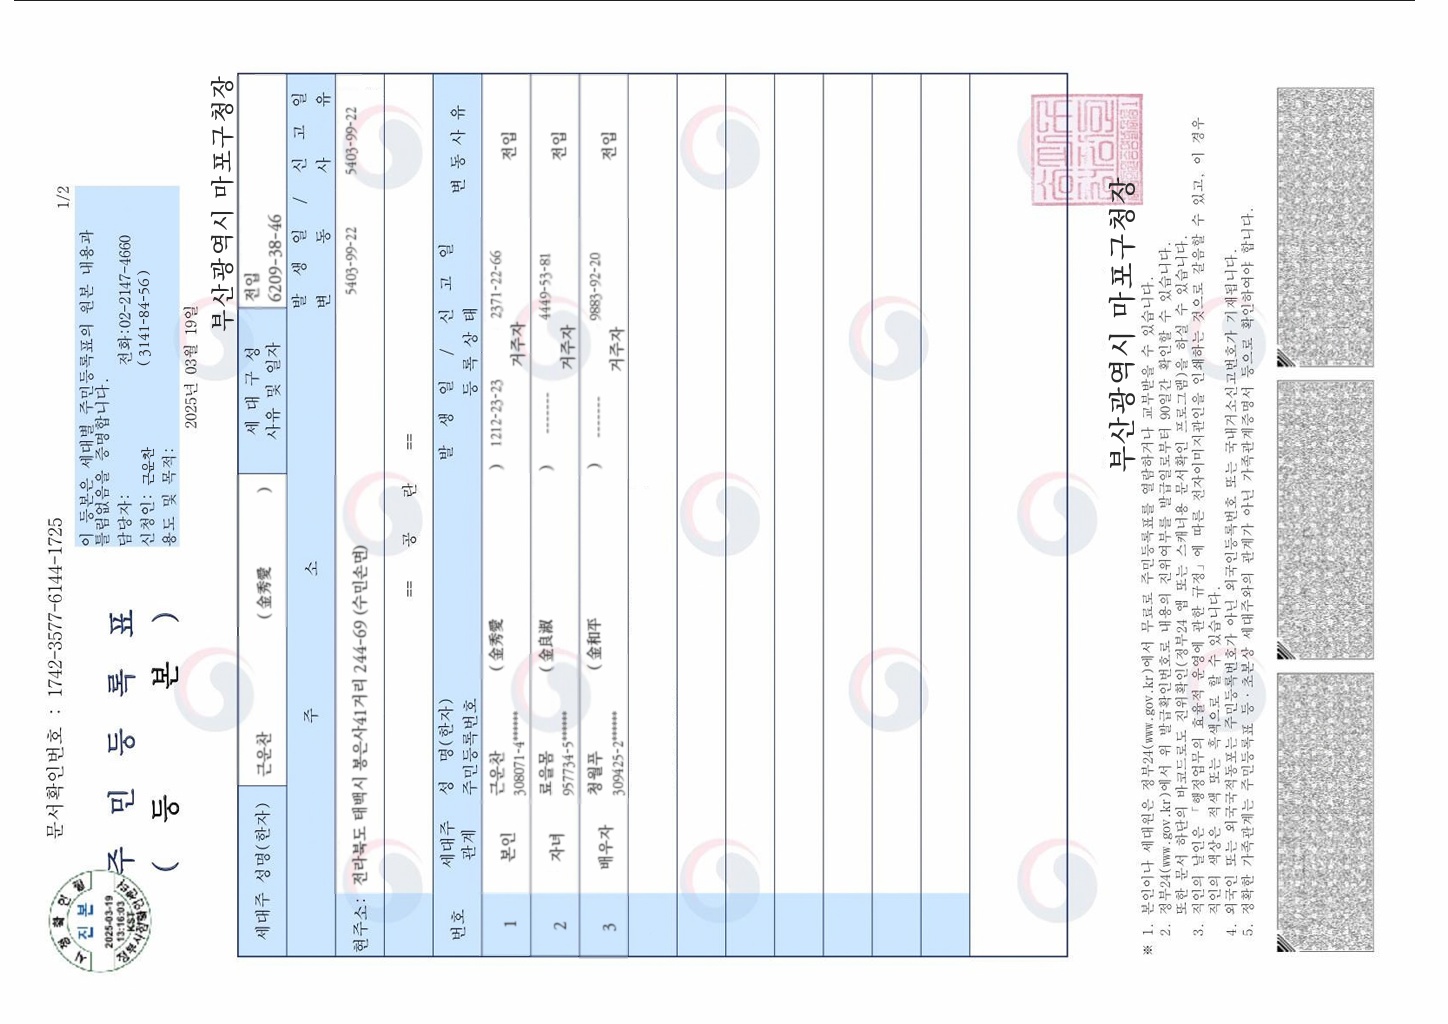 문서확인번호 : 1742-3577-6144-1725
1/2
주 민 등 록 표
( 등 본 )
이 등본은 세대별 주민등록표의 원본 내용과
틀림없음을 증명합니다.
담당자: 전화:02-2147-4660
신청인: 근윤찬 (3141-84-56)
용도 및 목적:
2025년 03월 19일
시 정 확 인 필
진 본
2025-03-19
13:16:03
KST
부산광역시 마포구청장
세대주 성명(한자) 근윤찬 (金秀愛 ) 세 대 구 성 사유 및 일자 전입 6209-38-46
주 소 발 생 일 / 신 고 일
변 동 사 유
현주소: 전라북도 태백시 봉은사41거리 244-69 (수민손면) 5403-99-22 5403-99-22
== 공 란 ==
번호 세대주 관계 성 명(한자) 주민등록번호 발 생 일 / 신 고 일 등 록 상 태 변 동 사 유
1 본인 근윤찬 (金秀愛 ) 1212-23-23 2371-22-66 전입
308071-4****** 거주자
2 자녀 료을몸 (金良淑 ) ------- 4449-53-81 전입
957734-5****** 거주자
3 배우자 청월푸 (金和平 ) ------- 9883-92-20 전입
309425-2****** 거주자
부산광역시 마포구청장
※ 1. 본인이나 세대원은 정부24(www.gov.kr)에서 무료로 주민등록표를 열람하거나 교부받을 수 있습니다.
2. 정부24(www.gov.kr)에서 위 발급확인번호로 내용의 진위여부를 발급일로부터 90일간 확인할 수 있습니다.
또한 문서 하단의 바코드로도 진위확인(정부24 앱 또는 스캐너용 문서확인 프로그램)을 하실 수 있습니다.
3. 직인의 날인은 「행정업무의 효율적 운영에 관한 규정」에 따른 전자이미지관인을 인쇄하는 것으로 갈음할 수 있고, 이 경우
직인의 색상은 적색 또는 흑색으로 할 수 있습니다.
4. 외국인 또는 외국국적동포는 주민등록번호가 아닌 외국인등록번호 또는 국내거소신고번호가 기재됩니다.
5. 정확한 가족관계는 주민등록표 등·초본상 세대주와의 관계가 아닌 가족관계증명서 등으로 확인하여야 합니다.